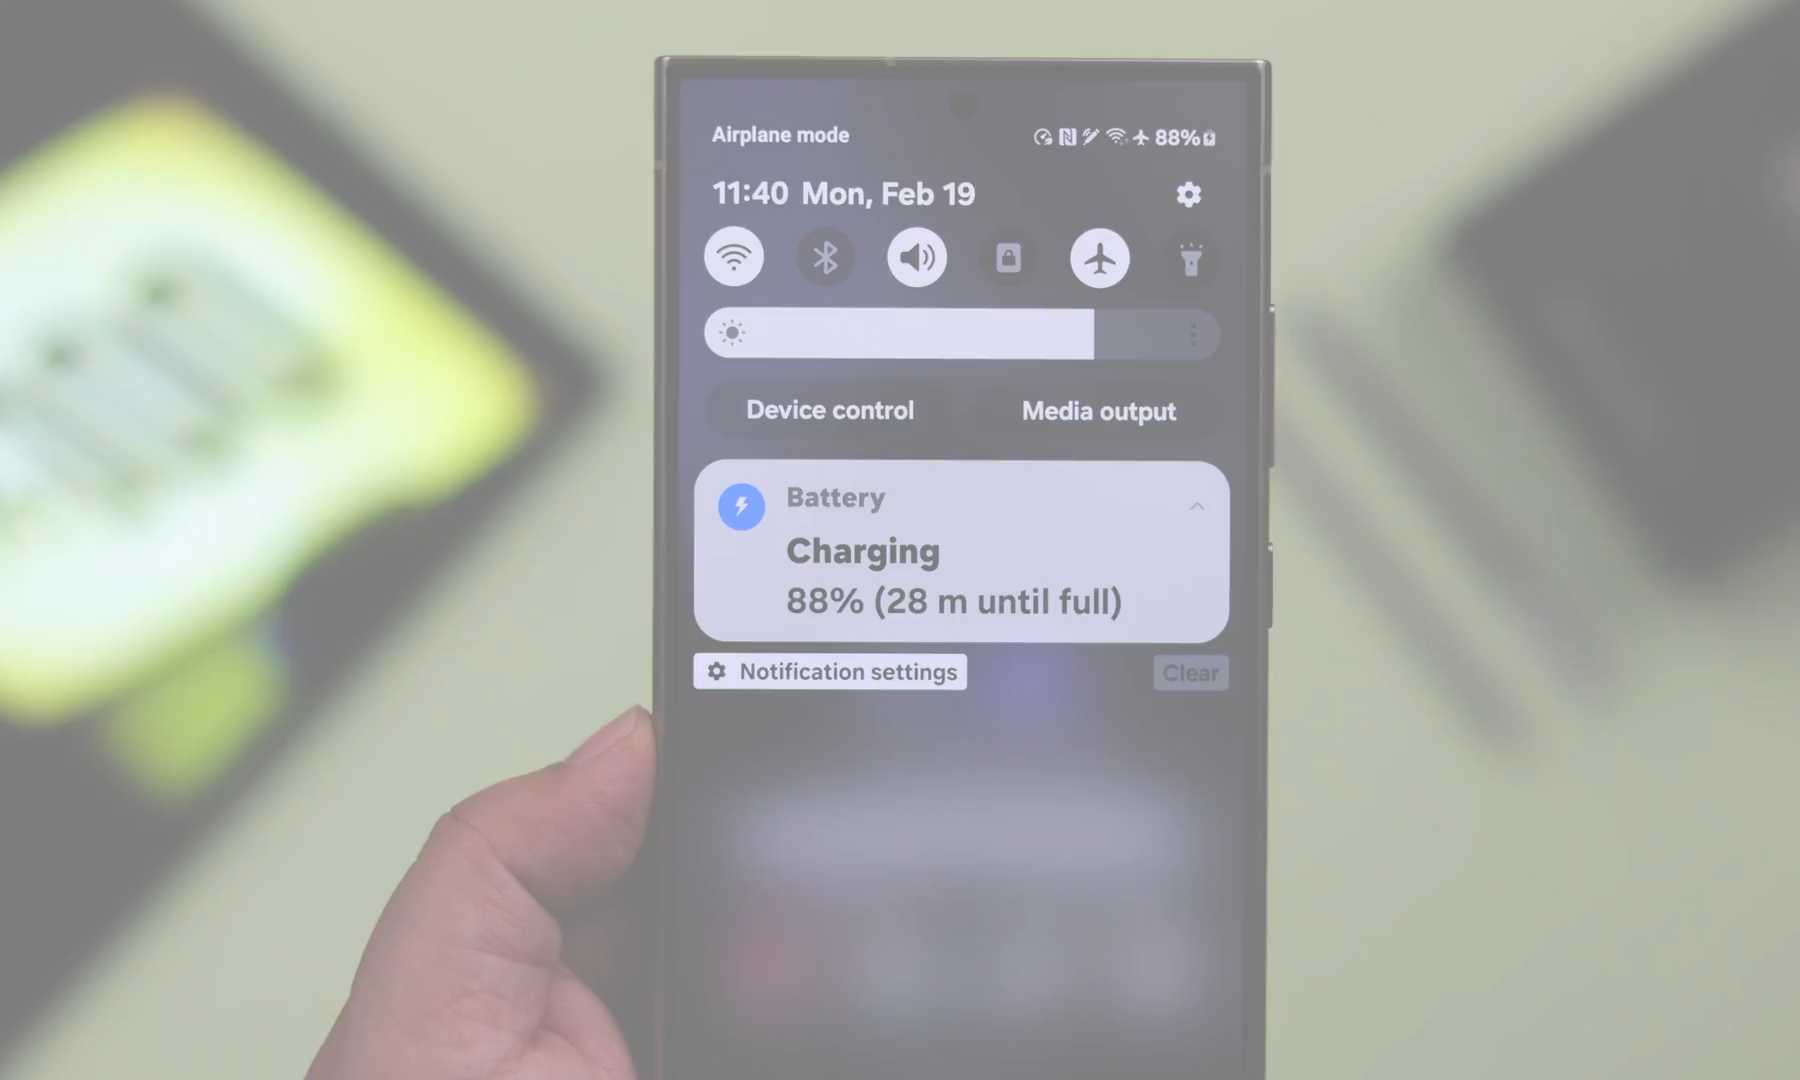 Airplane mode 88%
11:40 Mon, Feb 19
Device control Media output
Battery
Charging
88% (28 m until full)
Notification settings Clear